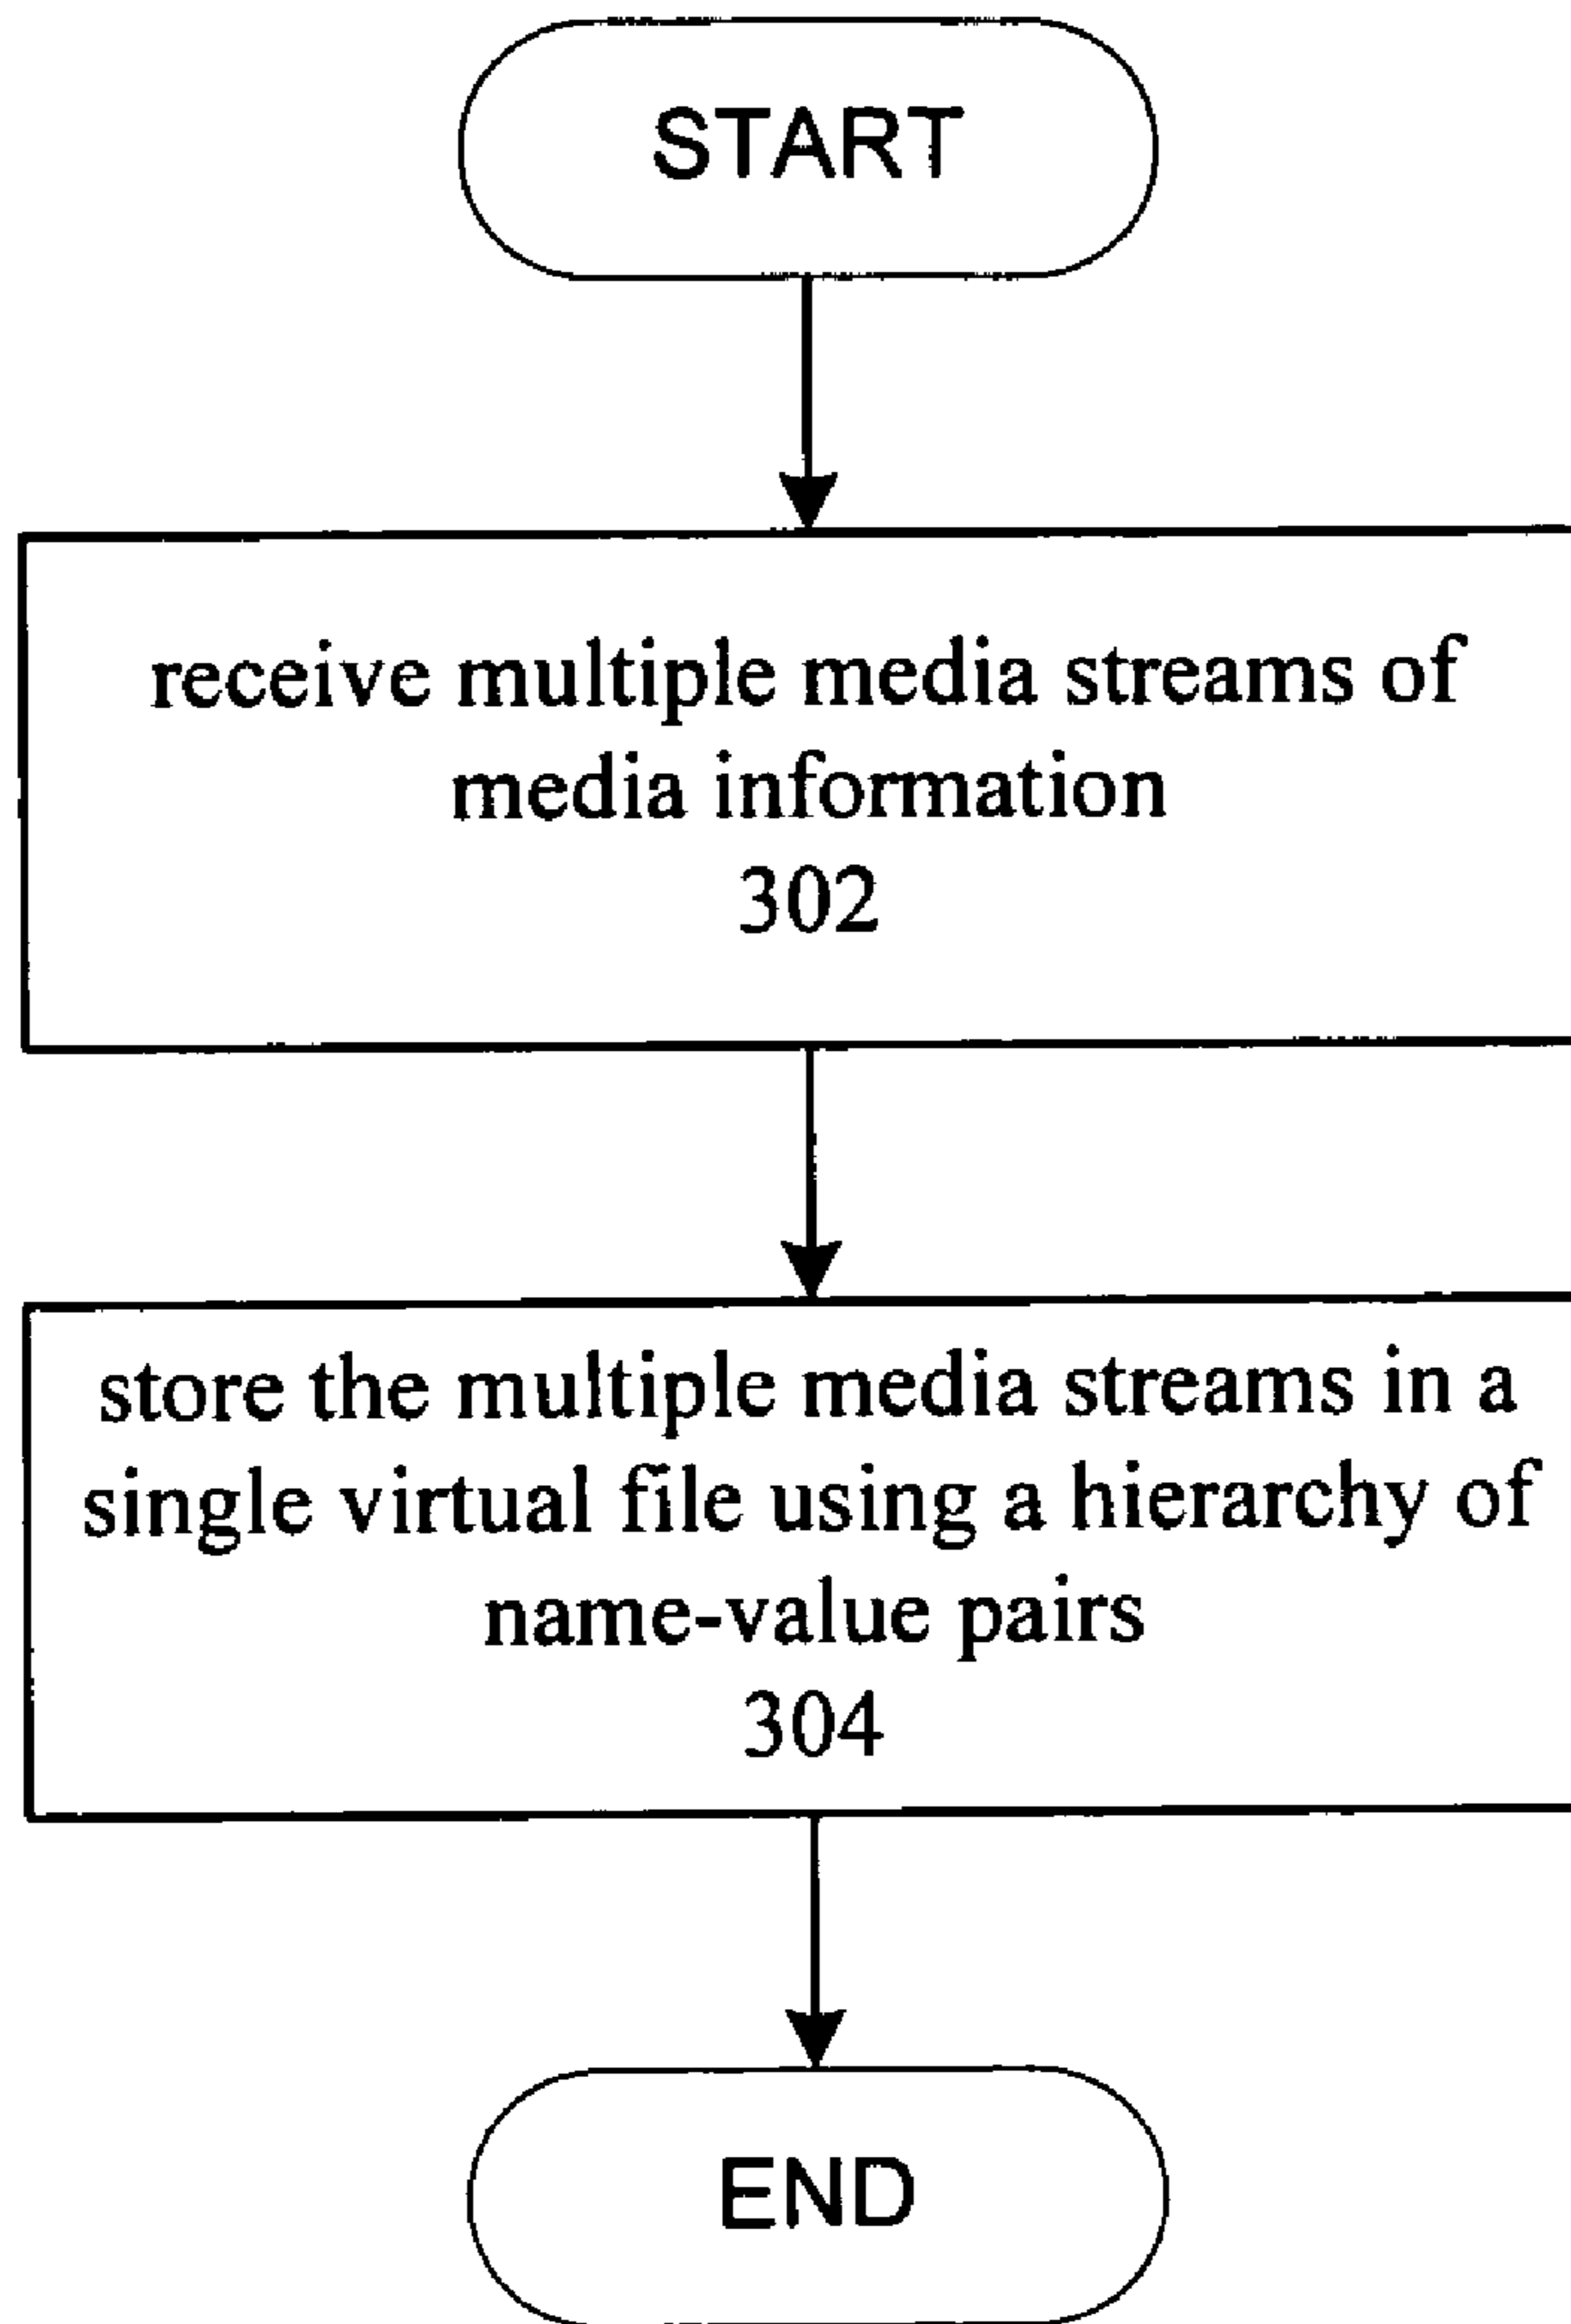 START
receive multiple media streams of
media information
302
store the multiple media streams in a
single virtual file using a hierarchy of
name-value pairs
304
END